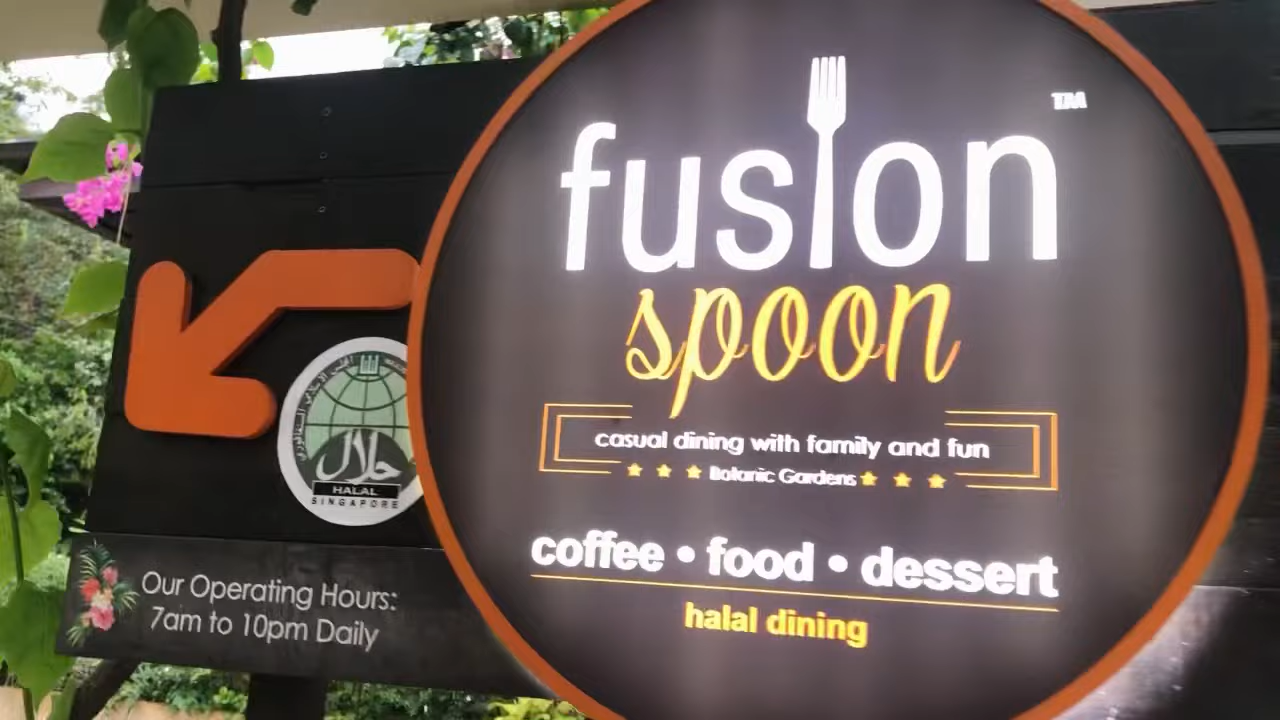 fusion
TM
spoon
casual dining with family and fun
Botanic Gardens
coffee • food • dessert
halal dining
حلال
HALAL
SINGAPORE
Our Operating Hours:
7am to 10pm Daily